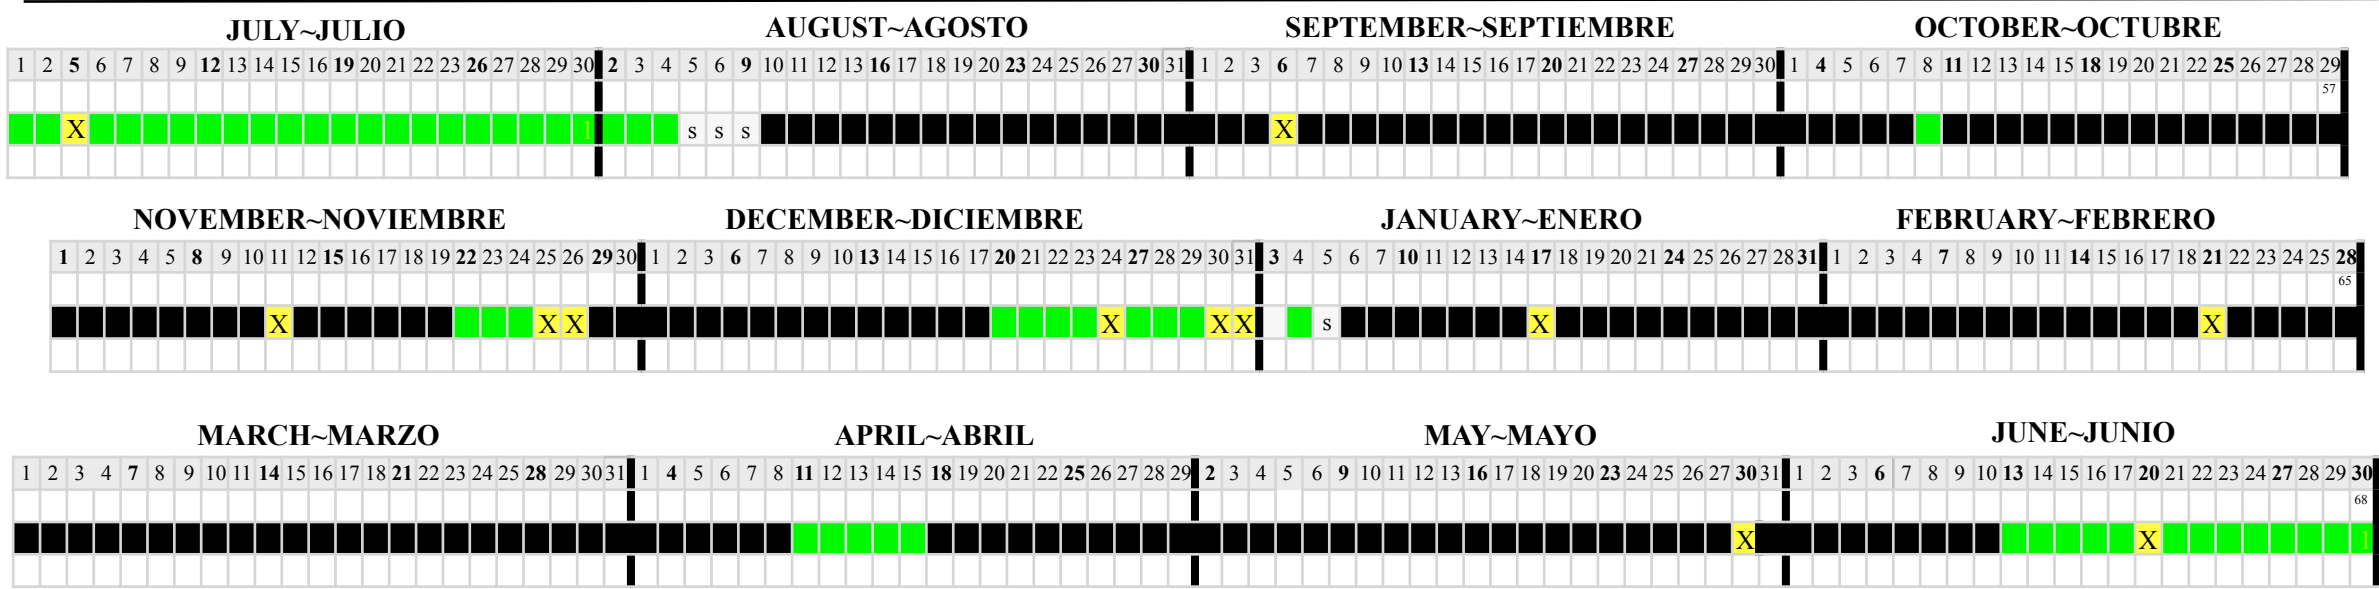 JULY~JULIO AUGUST~AGOSTO SEPTEMBER~SEPTIEMBRE OCTOBER~OCTUBRE
1 2 5 6 7 8 9 12 13 14 15 16 19 20 21 22 23 26 27 28 29 30 2 3 4 5 6 9 10 11 12 13 16 17 18 19 20 23 24 25 26 27 30 31 1 2 3 6 7 8 9 10 13 14 15 16 17 20 21 22 23 24 27 28 29 30 1 4 5 6 7 8 11 12 13 14 15 18 19 20 21 22 25 26 27 28 29
57
X 1 s s s X
NOVEMBER~NOVIEMBRE DECEMBER~DICIEMBRE JANUARY~ENERO FEBRUARY~FEBRERO
1 2 3 4 5 8 9 10 11 12 15 16 17 18 19 22 23 24 25 26 29 30 1 2 3 6 7 8 9 10 13 14 15 16 17 20 21 22 23 24 27 28 29 30 31 3 4 5 6 7 10 11 12 13 14 17 18 19 20 21 24 25 26 27 28 31 1 2 3 4 7 8 9 10 11 14 15 16 17 18 21 22 23 24 25 28
65
X X X X X X s X X
MARCH~MARZO APRIL~ABRIL MAY~MAYO JUNE~JUNIO
1 2 3 4 7 8 9 10 11 14 15 16 17 18 21 22 23 24 25 28 29 30 31 1 4 5 6 7 8 11 12 13 14 15 18 19 20 21 22 25 26 27 28 29 2 3 4 5 6 9 10 11 12 13 16 17 18 19 20 23 24 25 26 27 30 31 1 2 3 6 7 8 9 10 13 14 15 16 17 20 21 22 23 24 27 28 29 30
68
X X 1